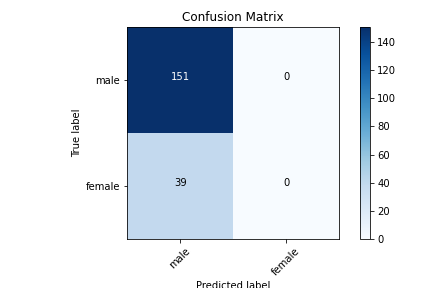 Confusion Matrix
True label
male
female
151
0
39
0
male
female
Predicted label
140
120
100
80
60
40
20
0